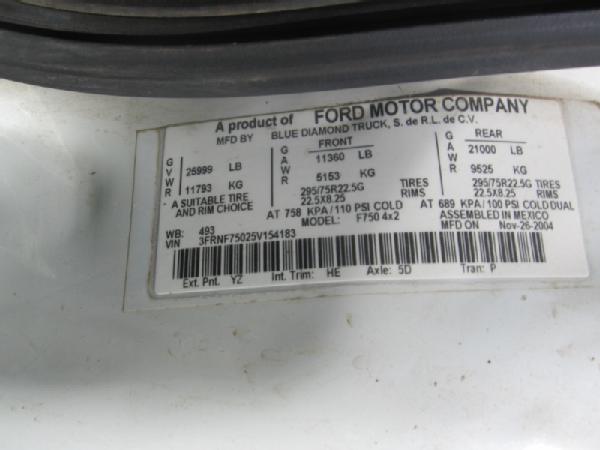 A product of FORD MOTOR COMPANY
MFD BY BLUE DIAMOND TRUCK, S. de R.L. de C.V.
GVWR 25999 LB
11793 KG
FRONT
GAWR 11360 LB
5153 KG
REAR
GAWR 21000 LB
9525 KG
A SUITABLE TIRE AND RIM CHOICE
295/75R22.5G TIRES
22.5X8.25 RIMS
295/75R22.5G TIRES
22.5X8.25 RIMS
AT 758 KPA/110 PSI COLD
AT 689 KPA/100 PSI COLD DUAL
MODEL: F750 4x2
ASSEMBLED IN MEXICO
WB: 493
MFD ON Nov-26-2004
VIN 3FRNF75025V154183
Ext. Pnt. YZ Int. Trim: HE Axle: 5D Tran: P